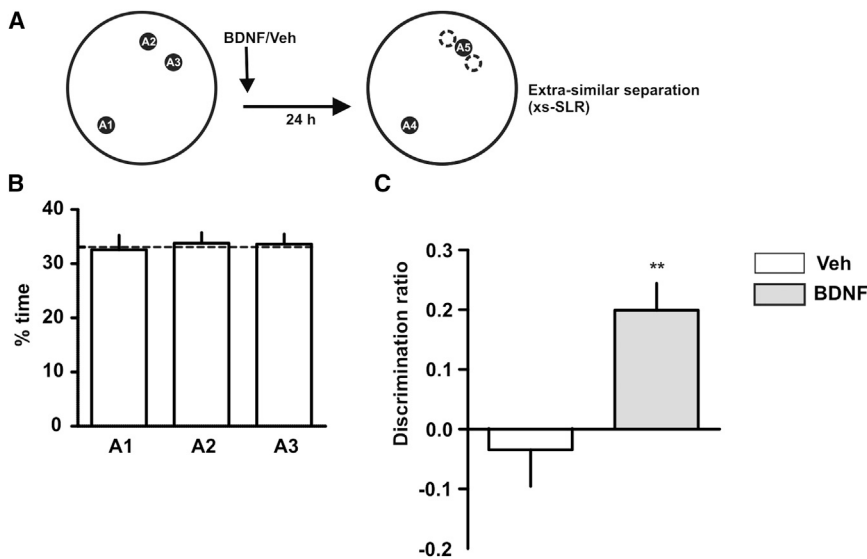 A
A2
A3
A1
BDNF/Veh
24 h
A5
A4
Extra-similar separation
(xs-SLR)
B
% time
40
30
20
10
0
A1
A2
A3
C
Discrimination ratio
0.3
0.2
0.1
0.0
-0.1
-0.2
**
Veh
BDNF